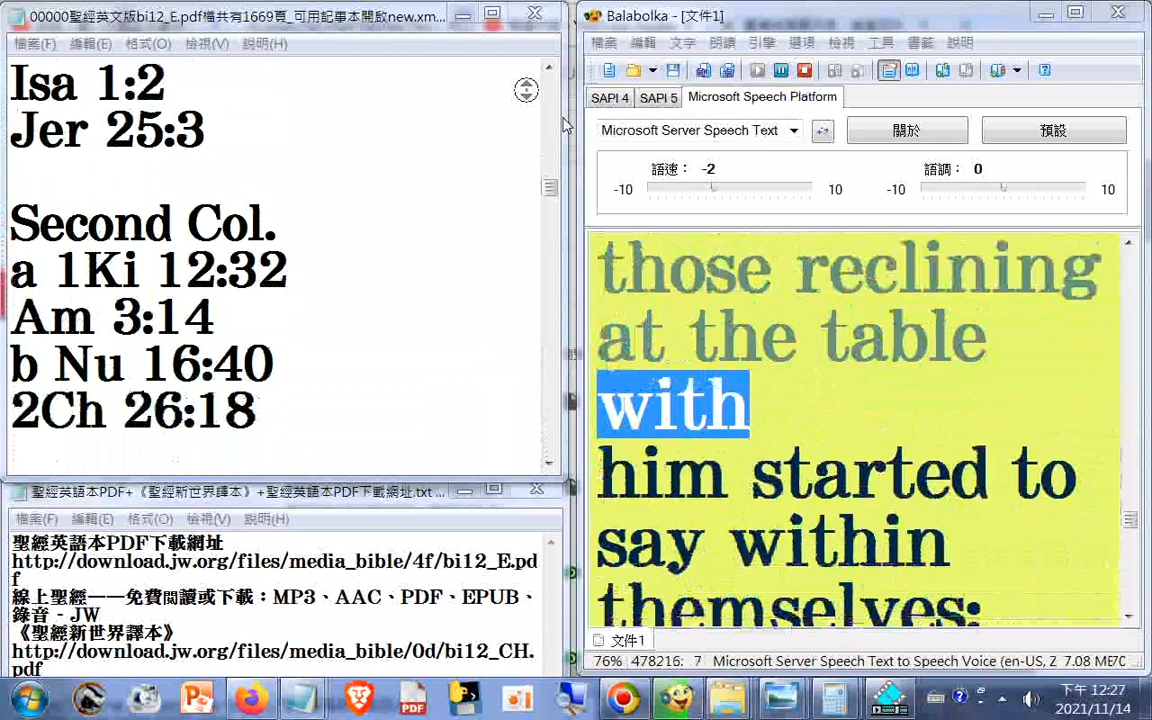 00000聖經英文版bi12_E.pdf檔共有1669頁_可用記事本開啟new.xm...
檔案(F) 編輯(E) 格式(O) 檢視(V) 說明(H)
Isa 1:2
Jer 25:3
Second Col.
a 1Ki 12:32
Am 3:14
b Nu 16:40
2Ch 26:18
聖經英語本PDF+《聖經新世界譯本》+聖經英語本PDF下載網址.txt ...
檔案(F) 編輯(E) 格式(O) 檢視(V) 說明(H)
聖經英語本PDF下載網址
http://download.jw.org/files/media_bible/4f/bi12_E.pd
f
線上聖經——免費閱讀或下載：MP3、AAC、PDF、EPUB、
錄音 - JW
《聖經新世界譯本》
http://download.jw.org/files/media_bible/0d/bi12_CH.
pdf
Balabolka - [文件1]
檔案 編輯 文字 朗讀 引擎 選項 檢視 工具 書籤 說明
SAPI 4 SAPI 5 Microsoft Speech Platform
Microsoft Server Speech Text 關於 預設
語速： -2 語調： 0
-10 10 -10 10
those reclining
at the table
with
him started to
say within
themselves:
文件1
76% 478216: 7 Microsoft Server Speech Text to Speech Voice (en-US, Z 7.08 ME
下午 12:27
2021/11/14